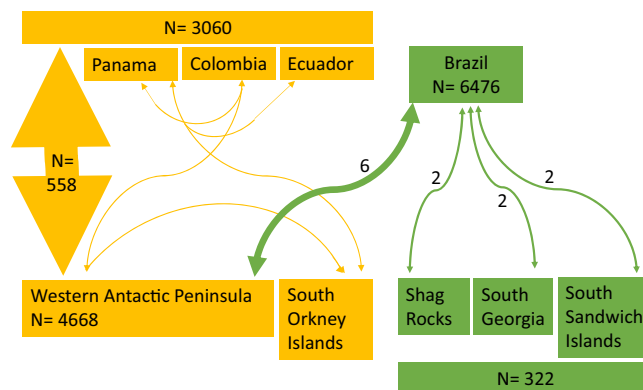 N= 3060
Panama
Colombia
Ecuador
Brazil
N= 6476
N=
558
6
2
2
2
Western Antactic Peninsula
N= 4668
South
Orkney
Islands
Shag
Rocks
South
Georgia
South
Sandwich
Islands
N= 322